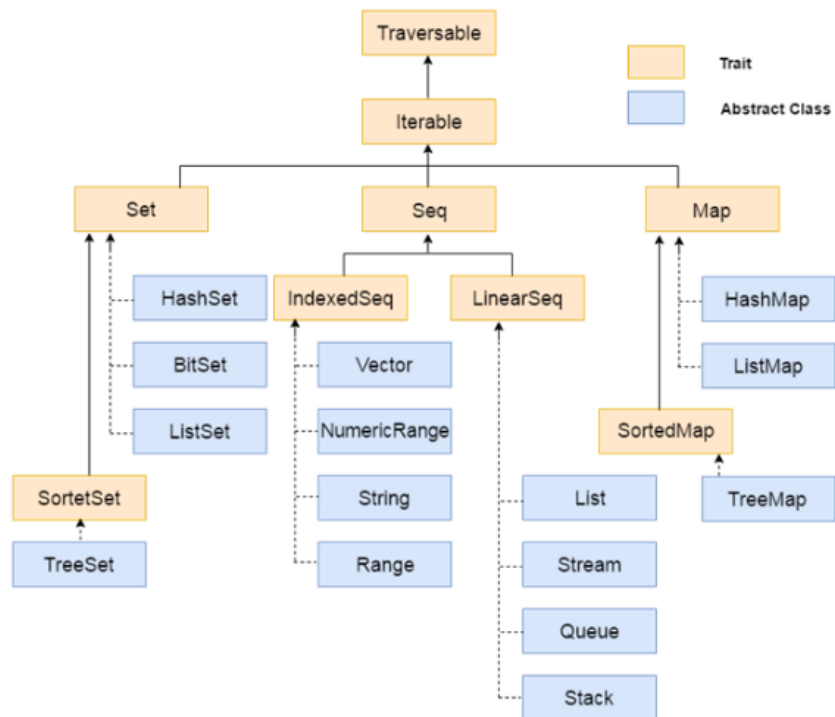 Traversable
Trait
Iterable
Abstract Class
Set
Seq
Map
HashSet
IndexedSeq
LinearSeq
HashMap
BitSet
Vector
ListMap
ListSet
NumericRange
SortedMap
SortetSet
String
List
TreeMap
TreeSet
Range
Stream
Queue
Stack